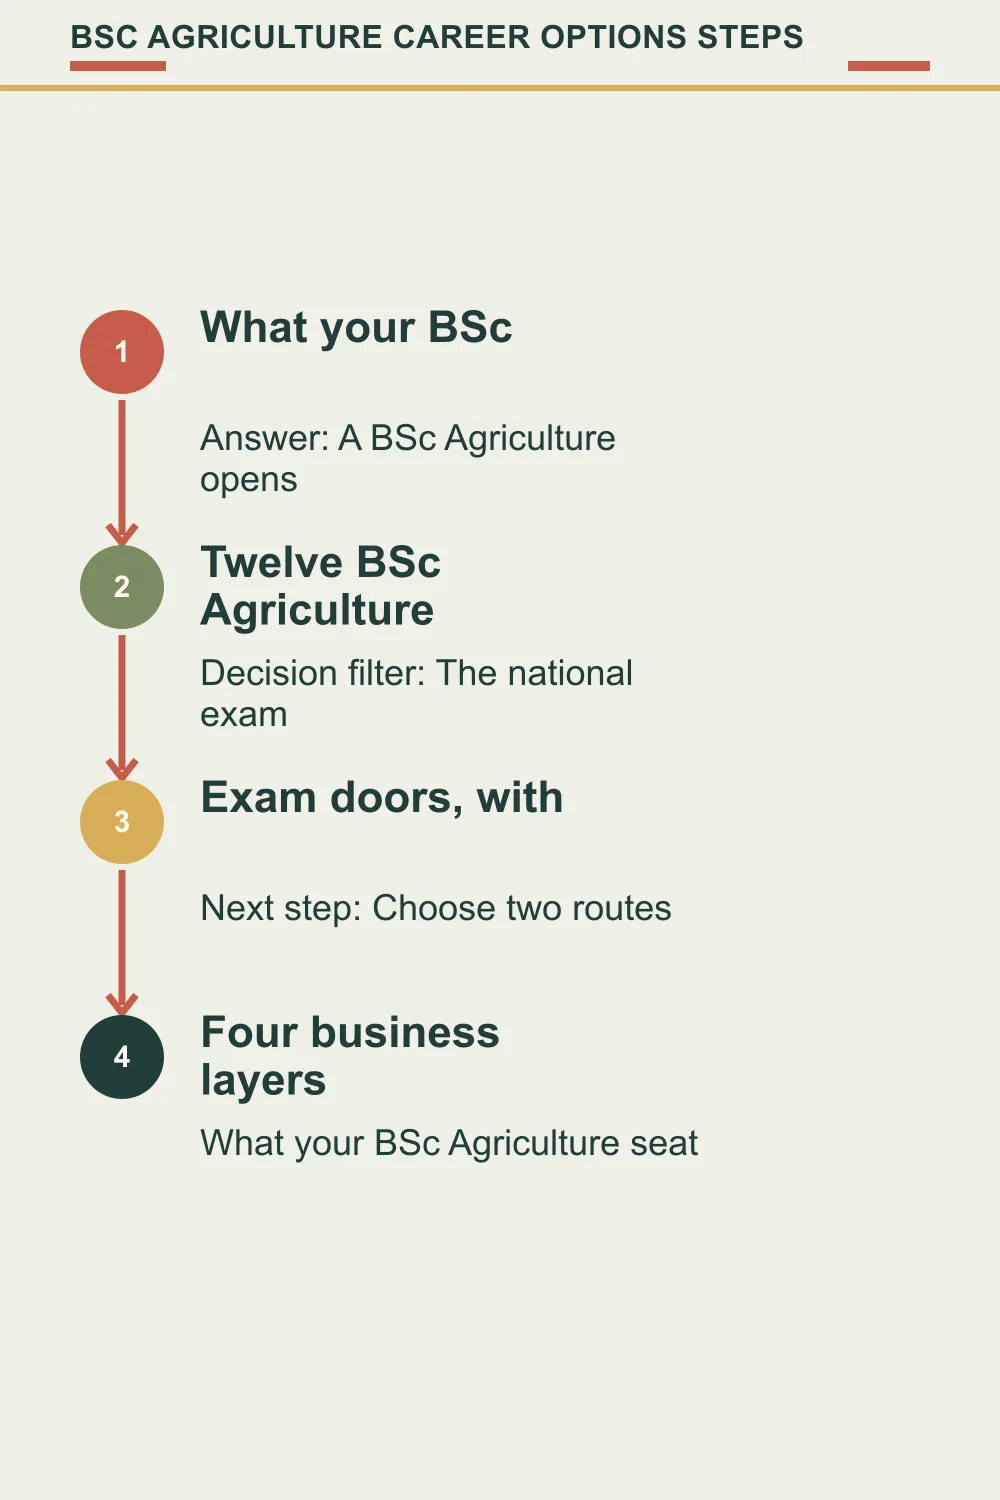 BSC AGRICULTURE CAREER OPTIONS STEPS
1
What your BSc
Answer: A BSc Agriculture
opens
2
Twelve BSc
Agriculture
Decision filter: The national
exam
3
Exam doors, with
Next step: Choose two routes
4
Four business
layers
What your BSc Agriculture seat